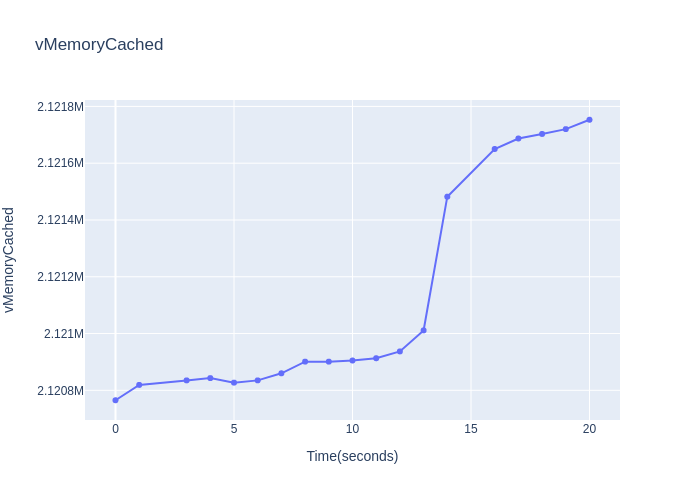 vMemoryCached
2.1218M
2.1216M
2.1214M
2.1212M
2.121M
2.1208M
vMemoryCached
0 5 10 15 20
Time(seconds)